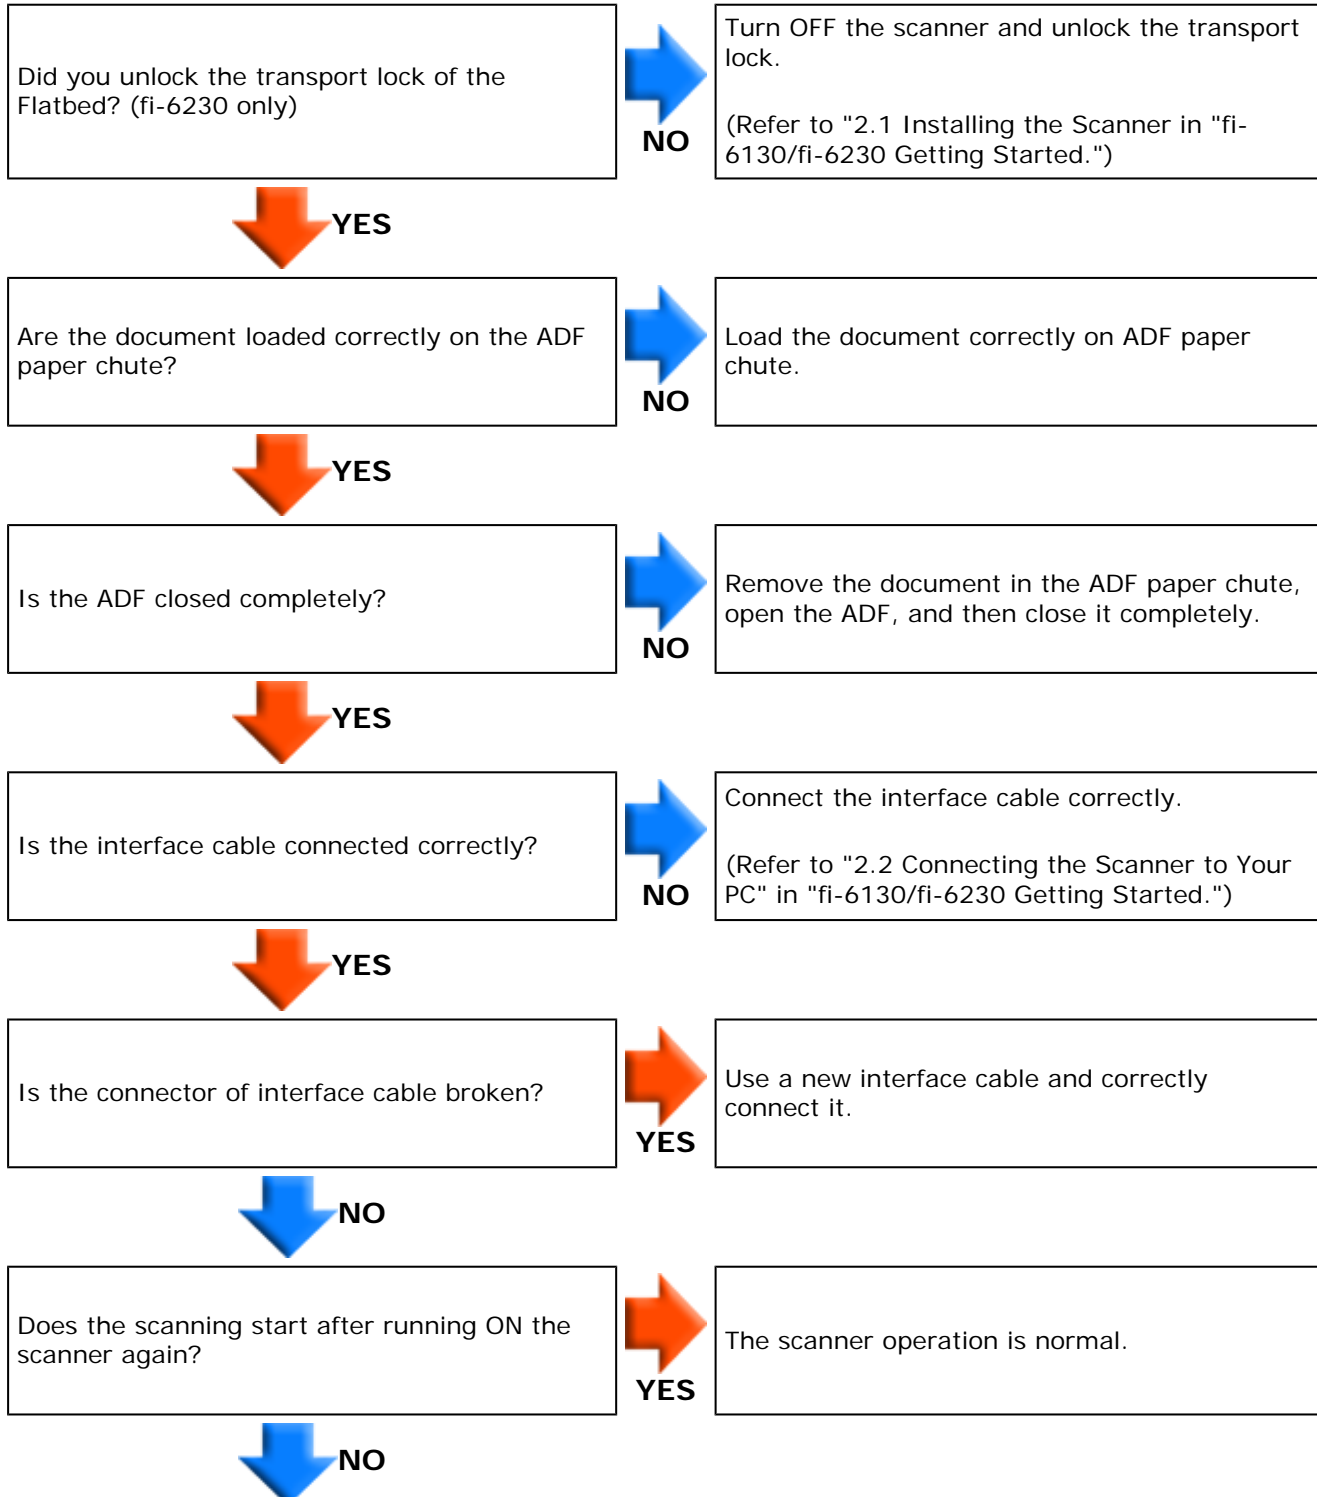 Did you unlock the transport lock of the
Flatbed? (fi-6230 only)
NO
Turn OFF the scanner and unlock the transport
lock.
(Refer to "2.1 Installing the Scanner in "fi-
6130/fi-6230 Getting Started.")
YES
Are the document loaded correctly on the ADF
paper chute?
NO
Load the document correctly on ADF paper
chute.
YES
Is the ADF closed completely?
NO
Remove the document in the ADF paper chute,
open the ADF, and then close it completely.
YES
Is the interface cable connected correctly?
NO
Connect the interface cable correctly.
(Refer to "2.2 Connecting the Scanner to Your
PC" in "fi-6130/fi-6230 Getting Started.")
YES
Is the connector of interface cable broken?
YES
Use a new interface cable and correctly
connect it.
NO
Does the scanning start after running ON the
scanner again?
YES
The scanner operation is normal.
NO